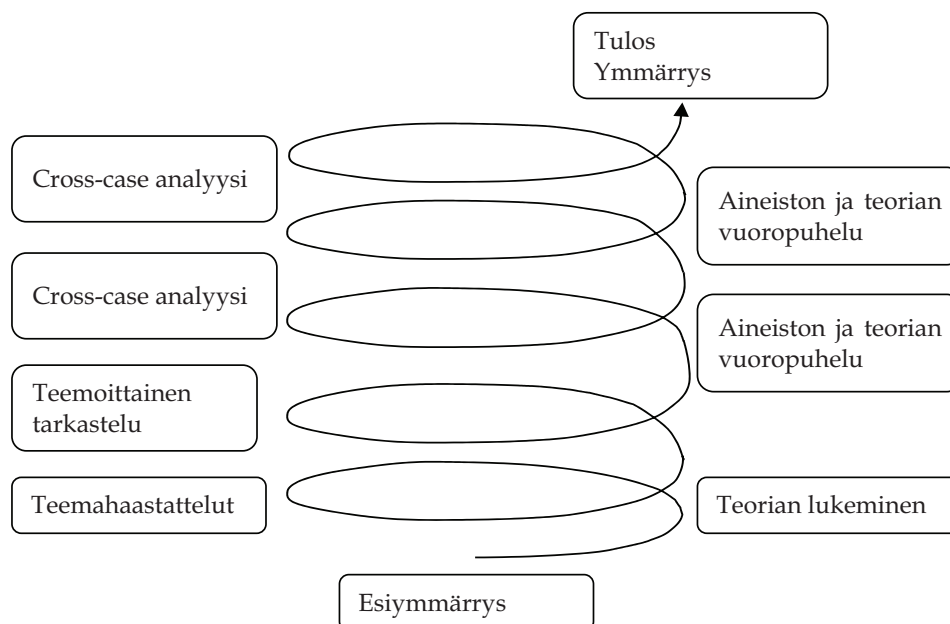 Tulos
Ymmärrys
Cross-case analyysi
Aineiston ja teorian
vuoropuhelu
Cross-case analyysi
Aineiston ja teorian
vuoropuhelu
Teemoittainen
tarkastelu
Teemahaastattelut
Teorian lukeminen
Esiymmärrys